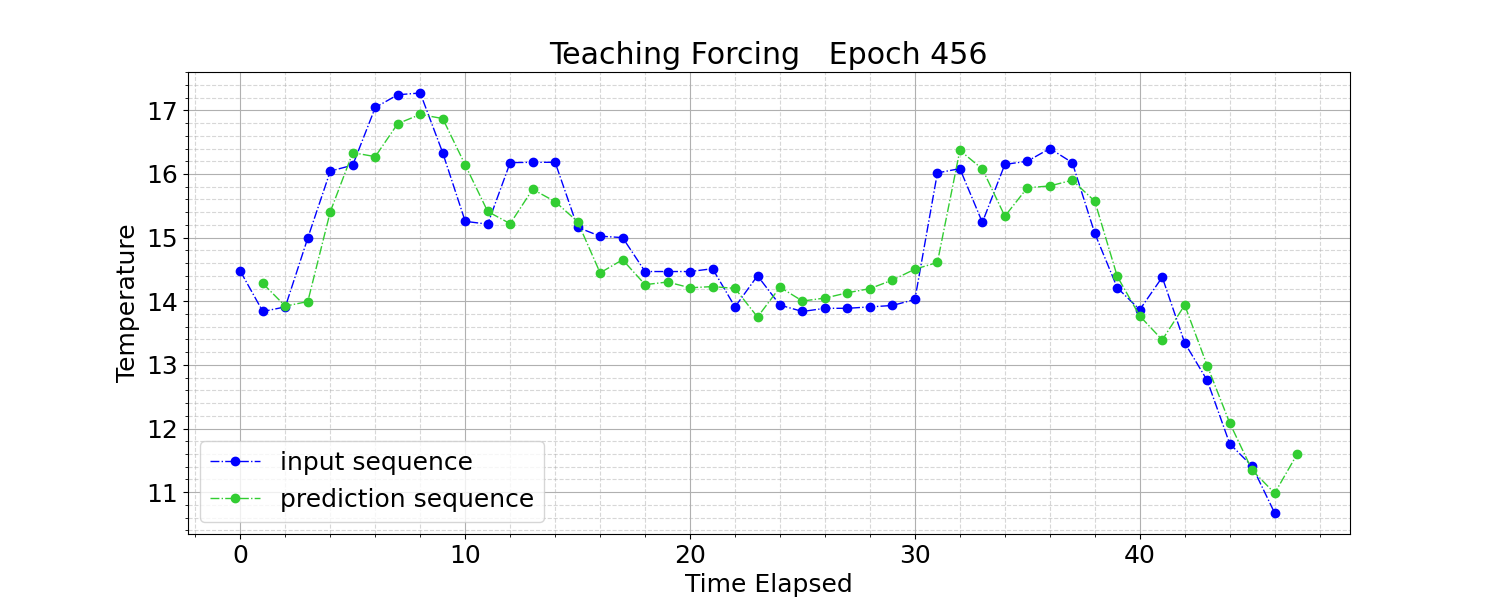 Teaching Forcing   Epoch 456
17
16
15
14
13
12
11
Temperature
input sequence
prediction sequence
0 10 20 30 40
Time Elapsed